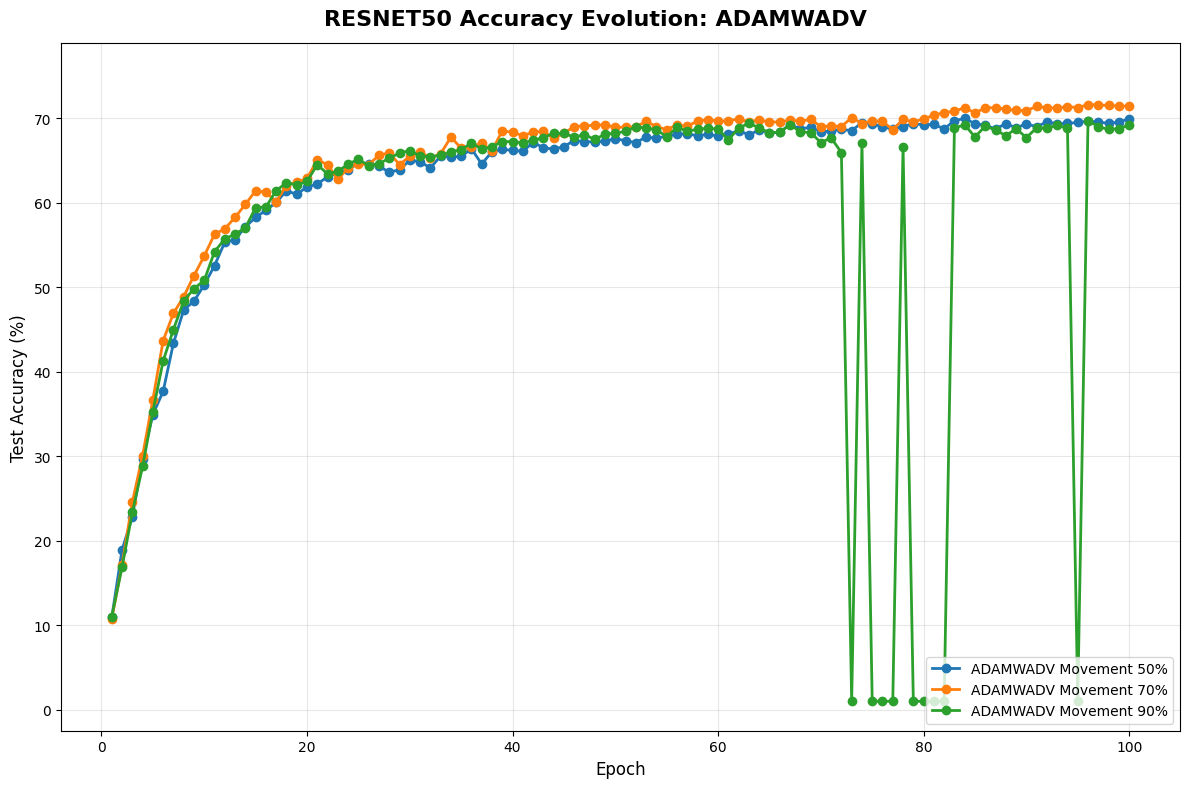 RESNET50 Accuracy Evolution: ADAMWADV
Test Accuracy (%)
70
60
50
40
30
20
10
0
0 20 40 60 80 100
Epoch
ADAMWADV Movement 50%
ADAMWADV Movement 70%
ADAMWADV Movement 90%